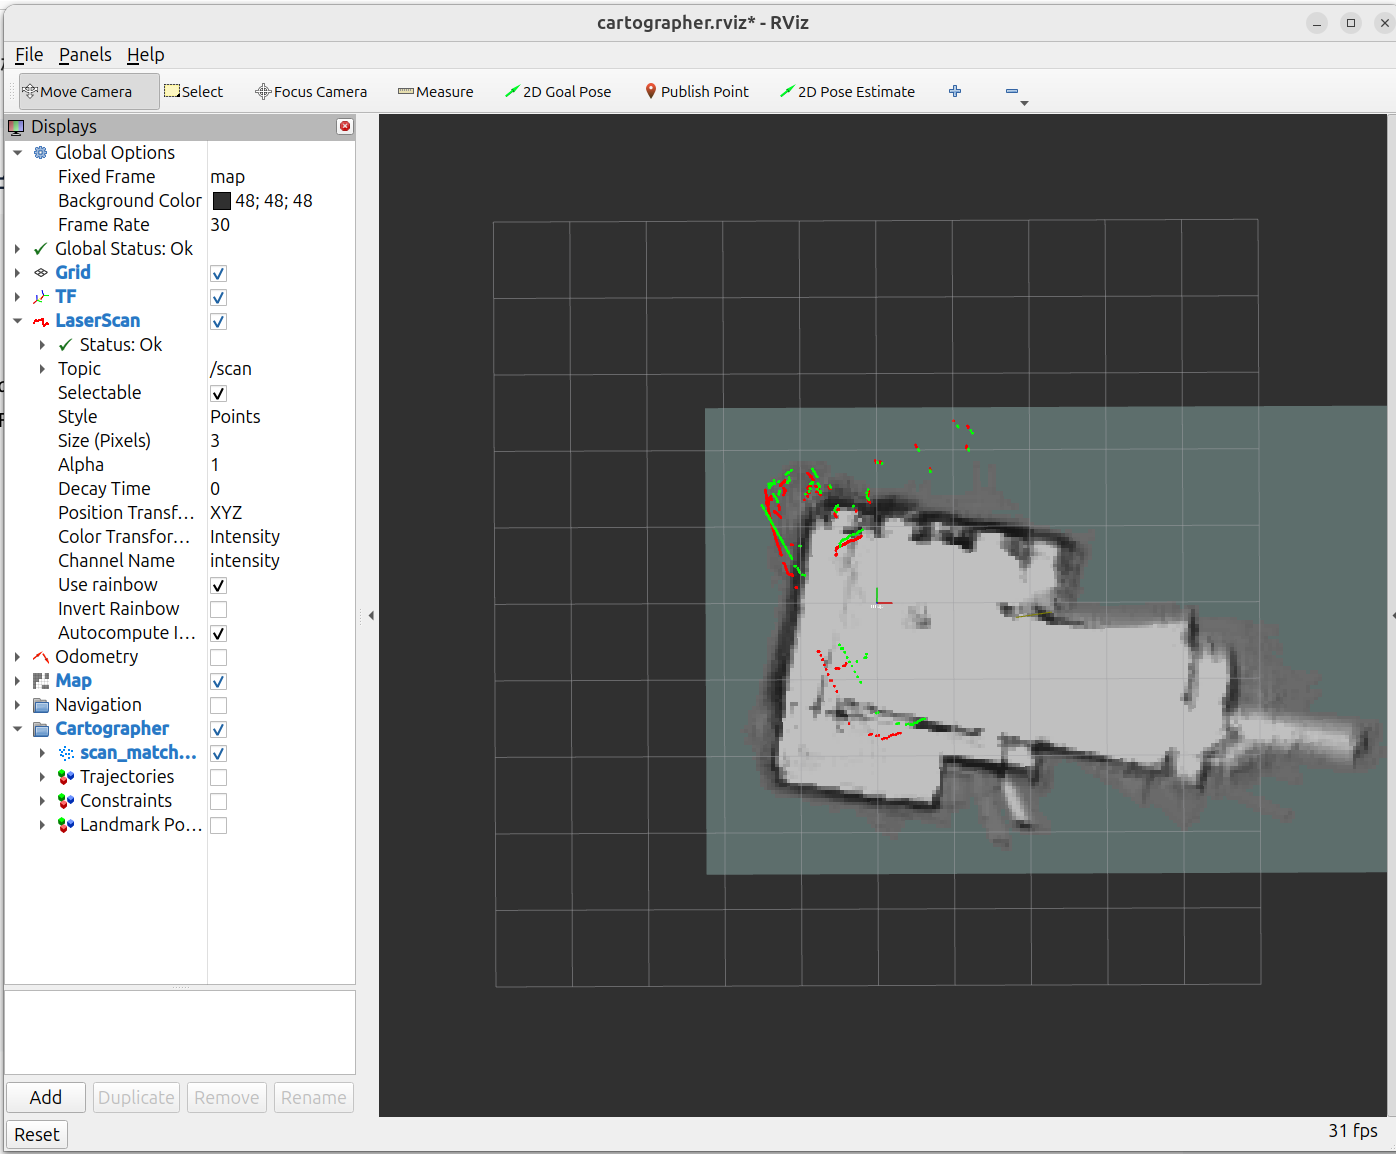 cartographer.rviz* - RViz
File Panels Help
Move Camera Select Focus Camera Measure 2D Goal Pose Publish Point 2D Pose Estimate
Displays
Global Options
Fixed Frame map
Background Color 48; 48; 48
Frame Rate 30
Global Status: Ok
Grid
TF
LaserScan
Status: Ok
Topic /scan
Selectable
Style Points
Size (Pixels) 3
Alpha 1
Decay Time 0
Position Transf... XYZ
Color Transfor... Intensity
Channel Name intensity
Use rainbow
Invert Rainbow
Autocompute I...
Odometry
Map
Navigation
Cartographer
scan_match...
Trajectories
Constraints
Landmark Po...
Add Duplicate Remove Rename
Reset
31 fps